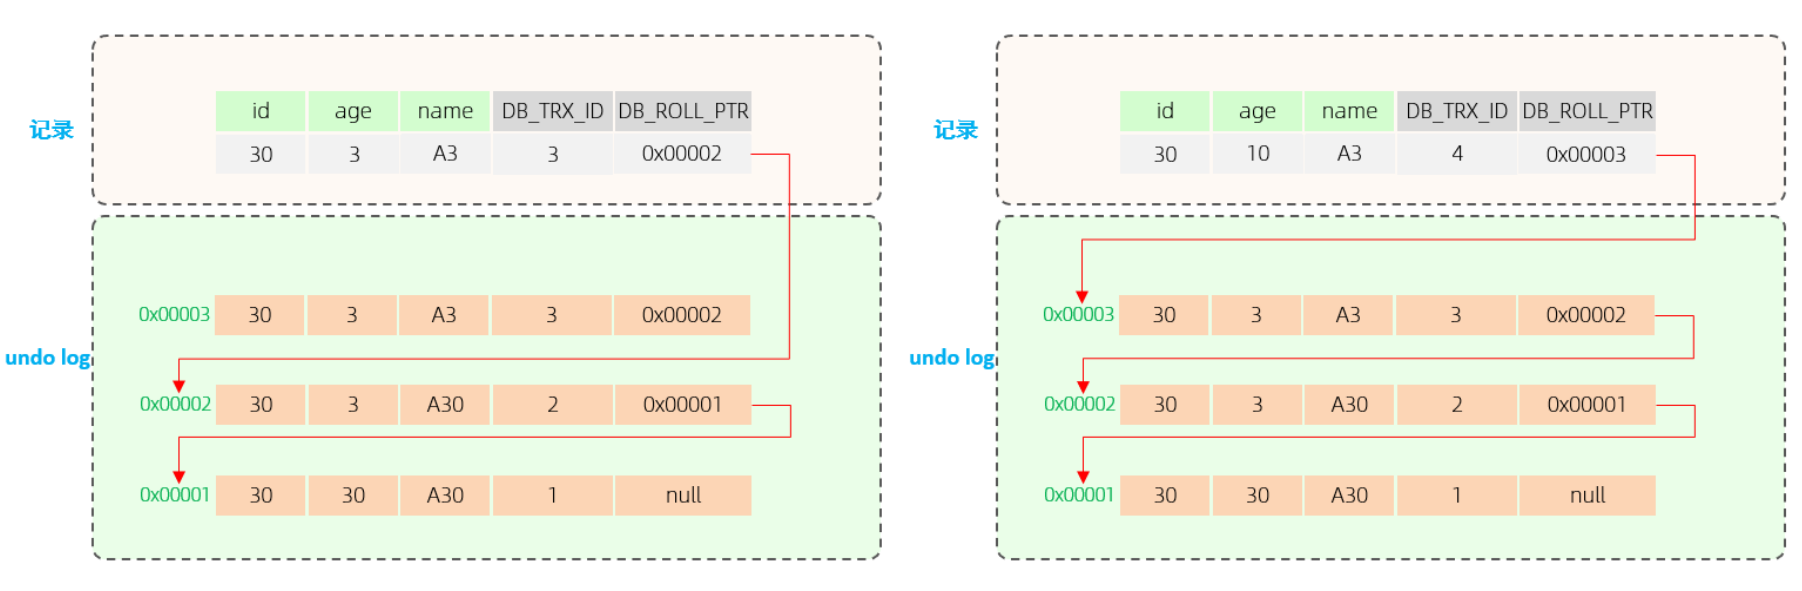 记录
id age name DB_TRX_ID DB_ROLL_PTR
30 3 A3 3 0x00002
undo log
0x00003 30 3 A3 3 0x00002
0x00002 30 3 A30 2 0x00001
0x00001 30 30 A30 1 null
记录
id age name DB_TRX_ID DB_ROLL_PTR
30 10 A3 4 0x00003
undo log
0x00003 30 3 A3 3 0x00002
0x00002 30 3 A30 2 0x00001
0x00001 30 30 A30 1 null